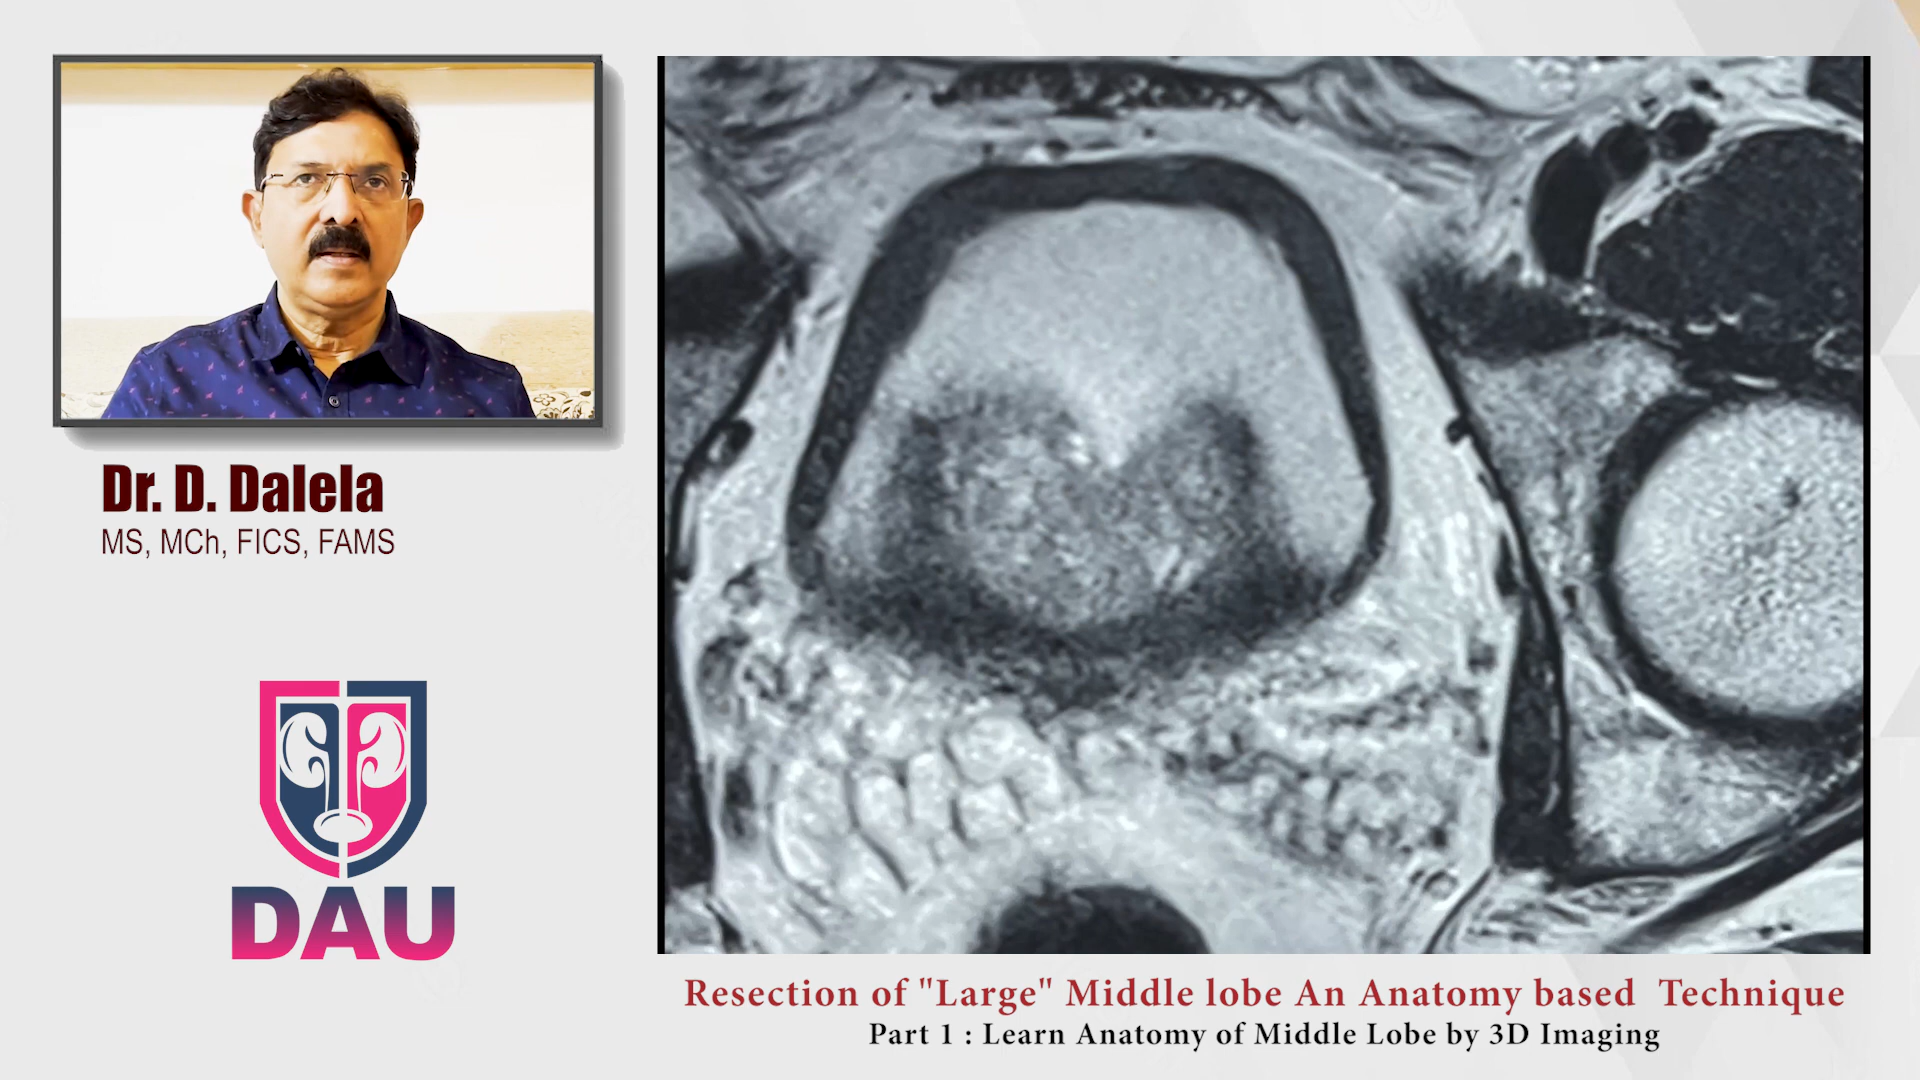 Dr. D. Dalela
MS, MCh, FICS, FAMS
DAU
Resection of "Large" Middle lobe An Anatomy based Technique
Part 1 : Learn Anatomy of Middle Lobe by 3D Imaging